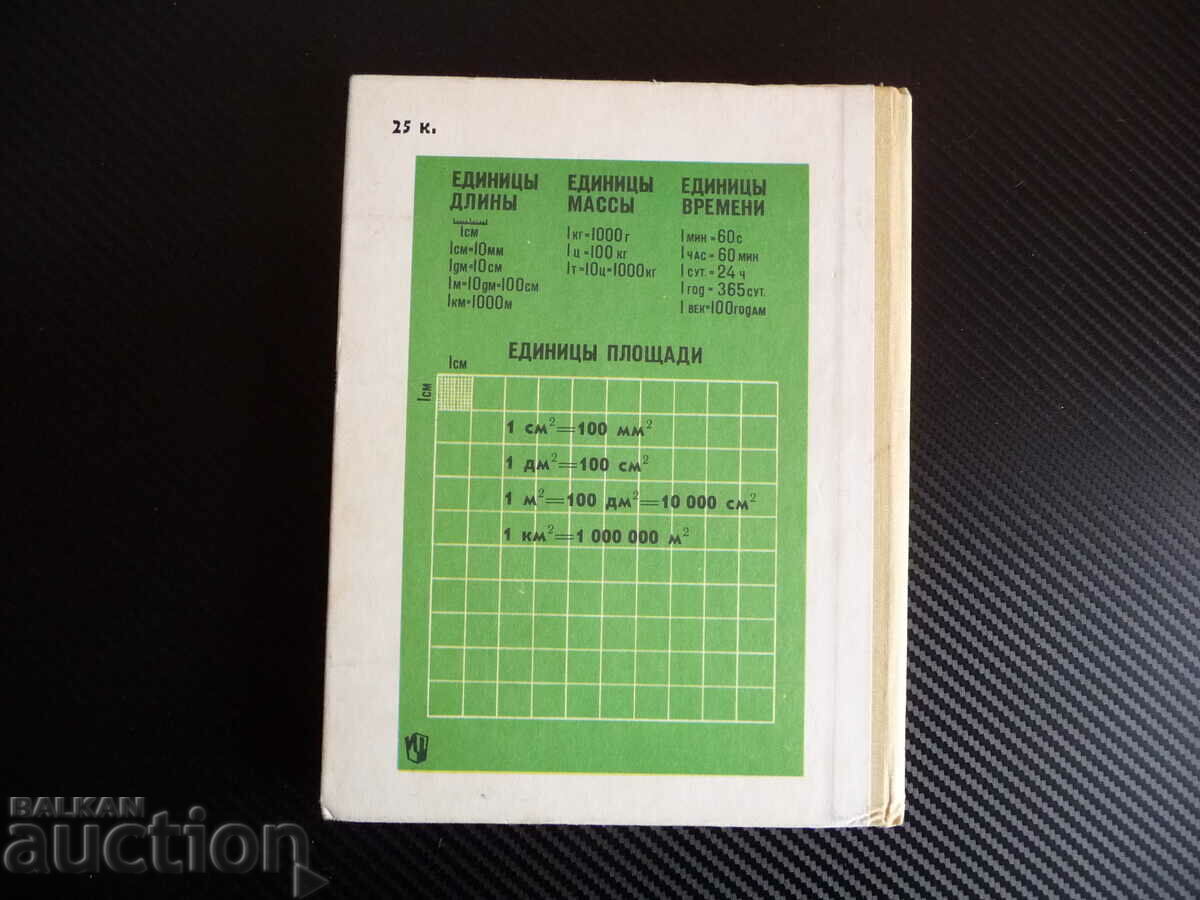 25 к.
ЕДИНИЦЫ ДЛИНЫ
1см
1см=10мм
1дм=10см
1м=10дм=100см
1км=1000м
ЕДИНИЦЫ МАССЫ
1кг=1000г
1ц=100 кг
1т=10ц=1000кг
ЕДИНИЦЫ ВРЕМЕНИ
1мин=60с
1час=60мин
1сут.=24ч
1год=365сут.
1век=100годам
ЕДИНИЦЫ ПЛОЩАДИ
1см
1см
1 см²=100 мм²
1 дм²=100 см²
1 м²=100 дм²=10 000 см²
1 км²=1 000 000 м²
BALKAN
auction